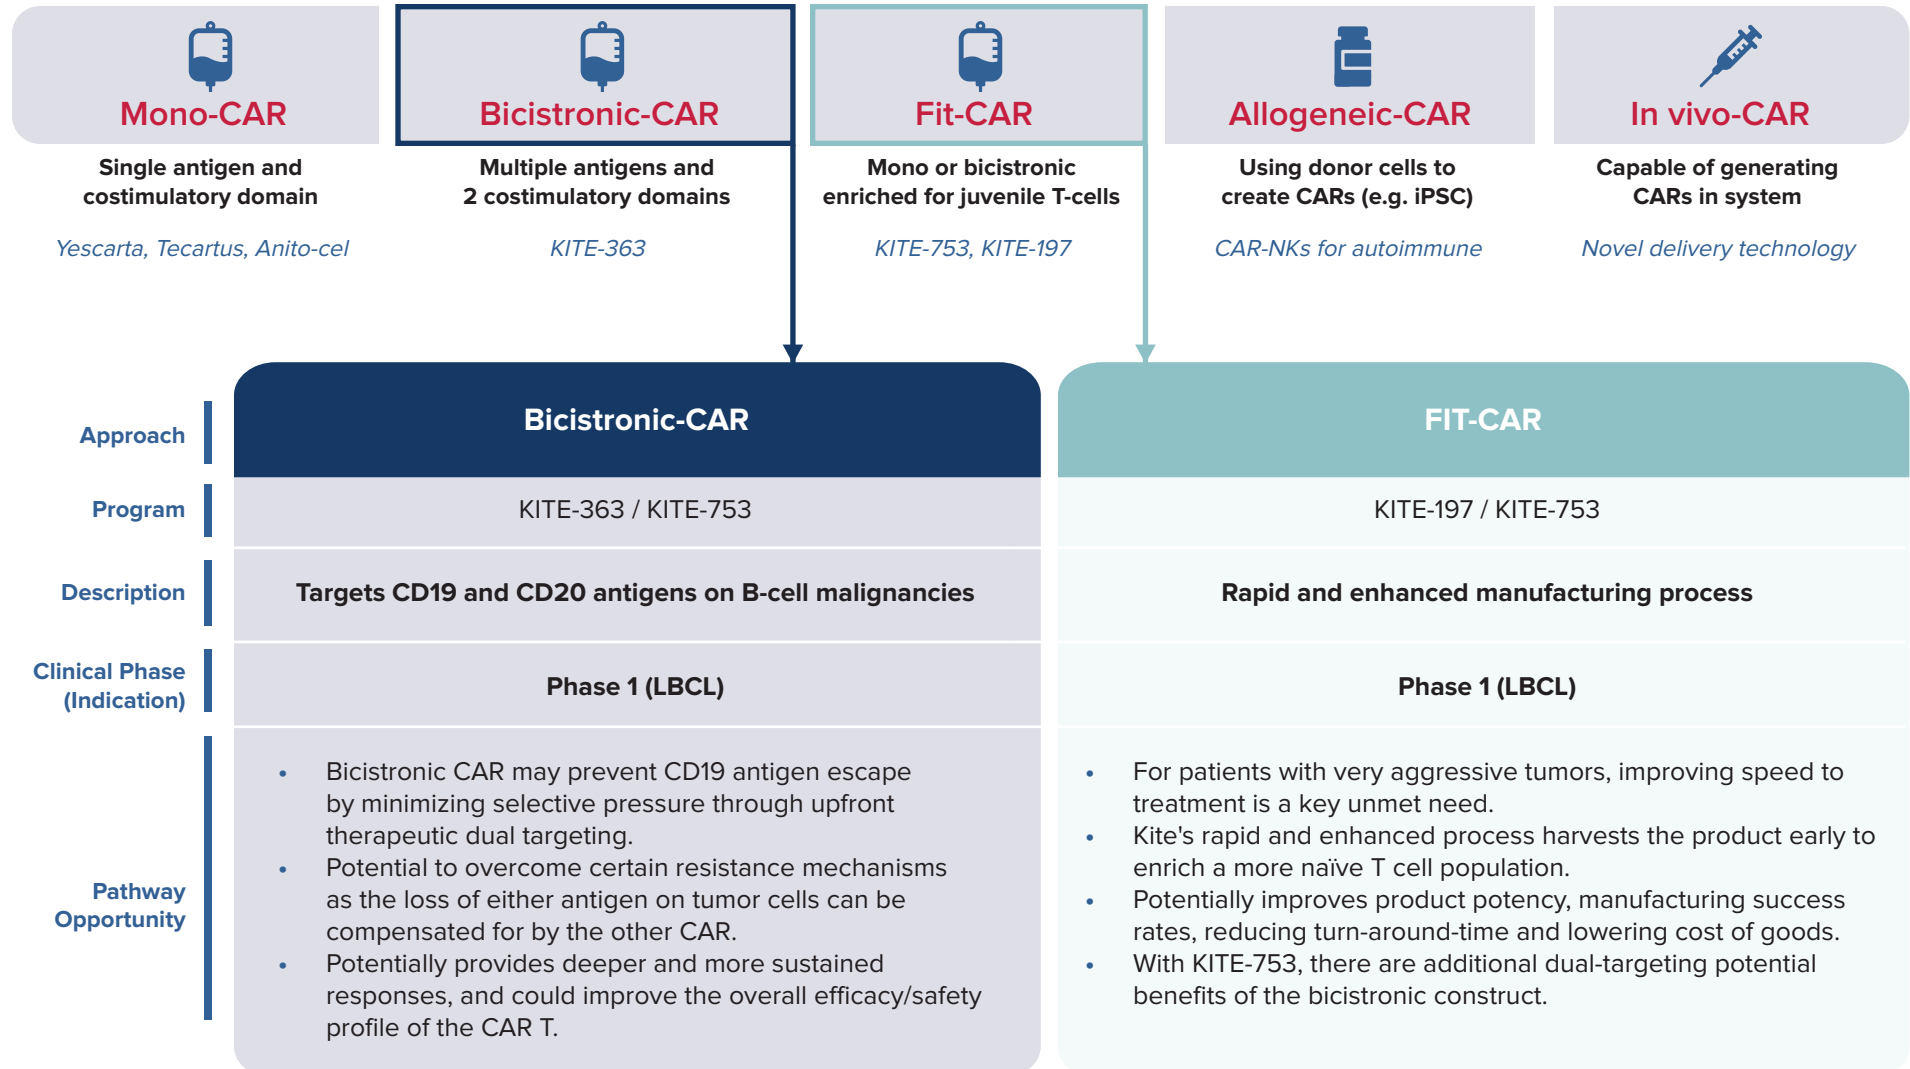 Mono-CAR
Single antigen and
costimulatory domain
Yescarta, Tecartus, Anito-cel
Bicistronic-CAR
Multiple antigens and
2 costimulatory domains
KITE-363
Fit-CAR
Mono or bicistronic
enriched for juvenile T-cells
KITE-753, KITE-197
Allogeneic-CAR
Using donor cells to
create CARs (e.g. iPSC)
CAR-NKs for autoimmune
In vivo-CAR
Capable of generating
CARs in system
Novel delivery technology
Approach
Bicistronic-CAR
FIT-CAR
Program
KITE-363 / KITE-753
KITE-197 / KITE-753
Description
Targets CD19 and CD20 antigens on B-cell malignancies
Rapid and enhanced manufacturing process
Clinical Phase
(Indication)
Phase 1 (LBCL)
Phase 1 (LBCL)
Pathway
Opportunity
• Bicistronic CAR may prevent CD19 antigen escape
by minimizing selective pressure through upfront
therapeutic dual targeting.
• Potential to overcome certain resistance mechanisms
as the loss of either antigen on tumor cells can be
compensated for by the other CAR.
• Potentially provides deeper and more sustained
responses, and could improve the overall efficacy/safety
profile of the CAR T.
• For patients with very aggressive tumors, improving speed to
treatment is a key unmet need.
• Kite's rapid and enhanced process harvests the product early to
enrich a more naïve T cell population.
• Potentially improves product potency, manufacturing success
rates, reducing turn-around-time and lowering cost of goods.
• With KITE-753, there are additional dual-targeting potential
benefits of the bicistronic construct.